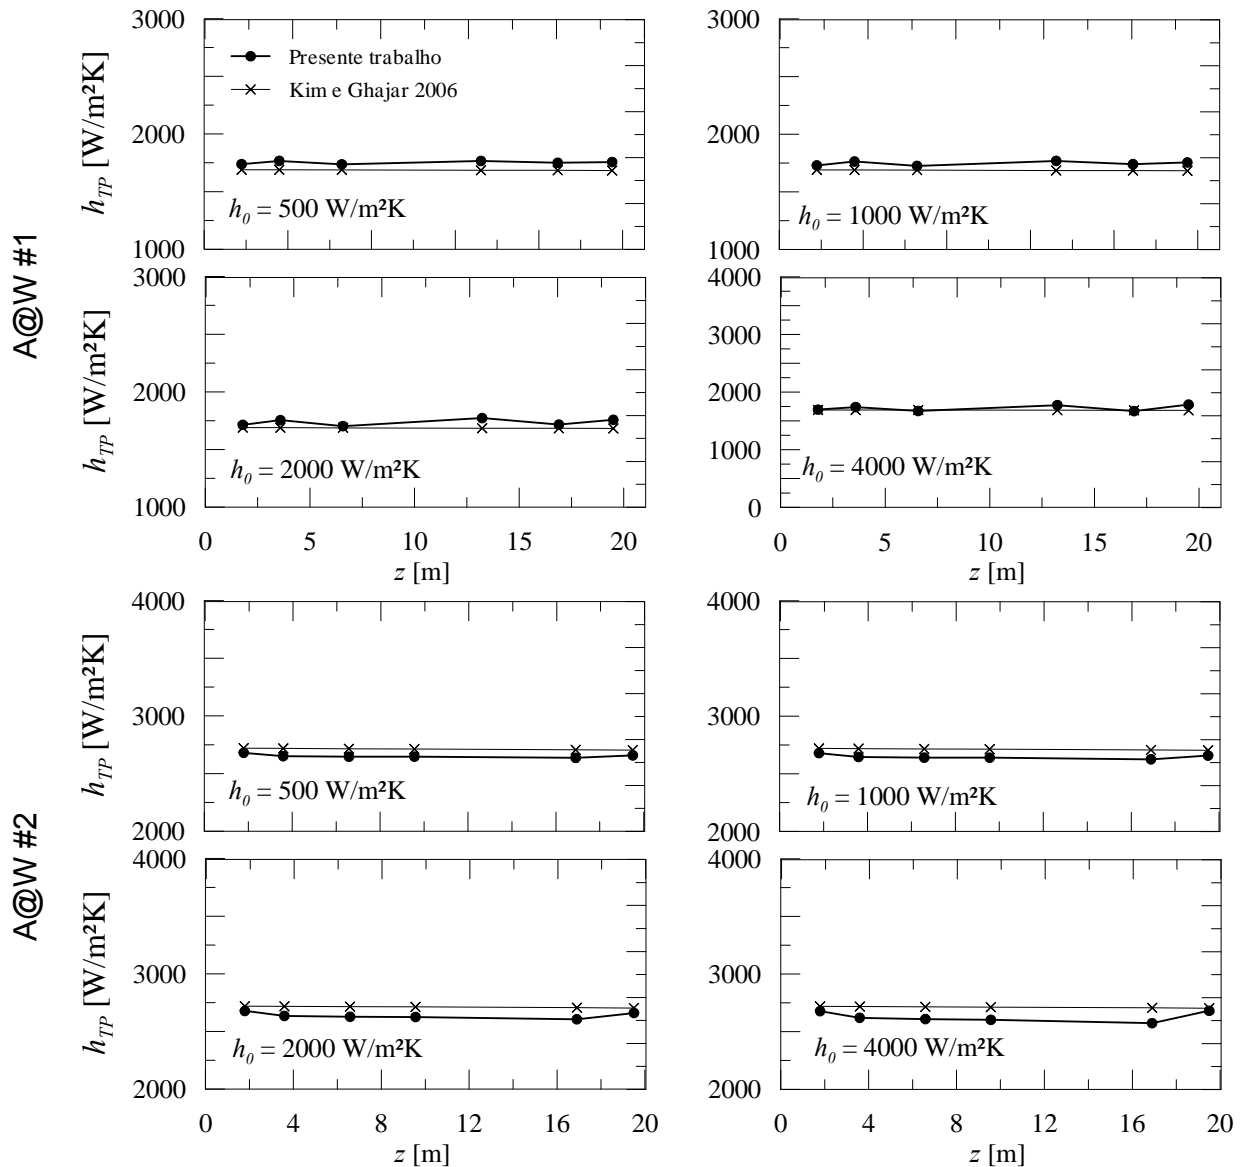 A@W #1
h_TP [W/m²K]
3000
2000
1000
Presente trabalho
Kim e Ghajar 2006
h_0 = 500 W/m²K
3000
2000
1000
h_0 = 1000 W/m²K
h_TP [W/m²K]
3000
2000
1000
h_0 = 2000 W/m²K
0 5 10 15 20
z [m]
4000
3000
2000
1000
0
h_0 = 4000 W/m²K
0 5 10 15 20
z [m]
A@W #2
h_TP [W/m²K]
4000
3000
2000
h_0 = 500 W/m²K
4000
3000
2000
h_0 = 1000 W/m²K
h_TP [W/m²K]
4000
3000
2000
h_0 = 2000 W/m²K
0 4 8 12 16 20
z [m]
4000
3000
2000
h_0 = 4000 W/m²K
0 4 8 12 16 20
z [m]